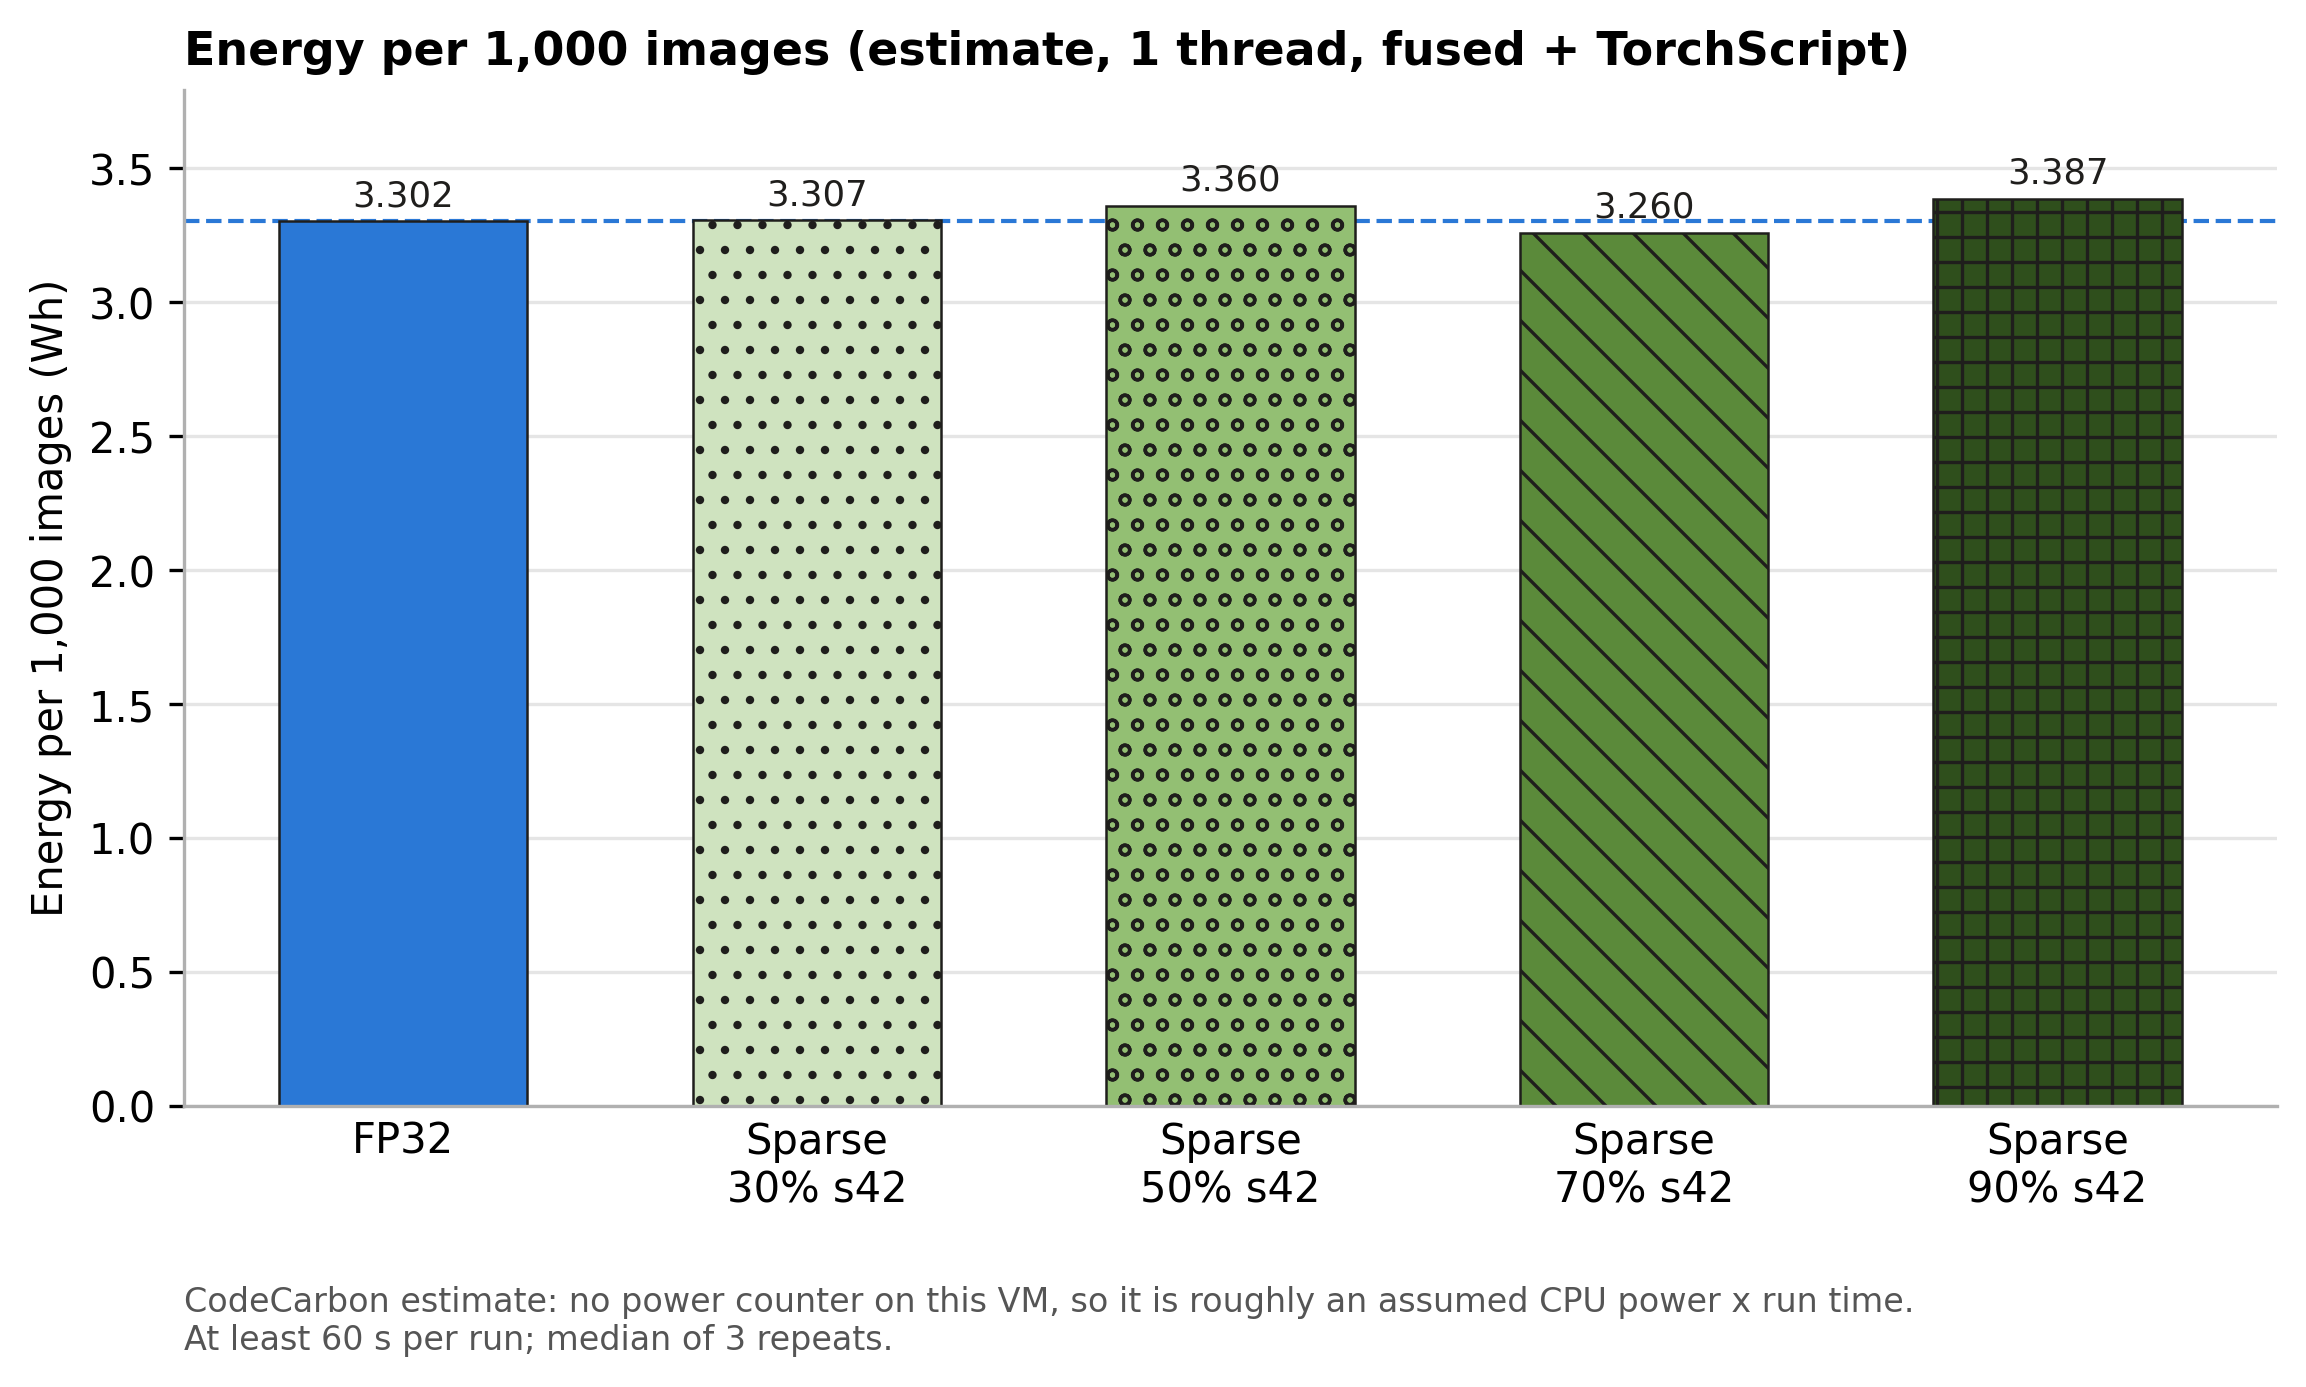 Energy per 1,000 images (estimate, 1 thread, fused + TorchScript)
Energy per 1,000 images (Wh)
3.5
3.0
2.5
2.0
1.5
1.0
0.5
0.0
3.302
3.307
3.360
3.260
3.387
FP32
Sparse
30% s42
Sparse
50% s42
Sparse
70% s42
Sparse
90% s42
CodeCarbon estimate: no power counter on this VM, so it is roughly an assumed CPU power x run time.
At least 60 s per run; median of 3 repeats.